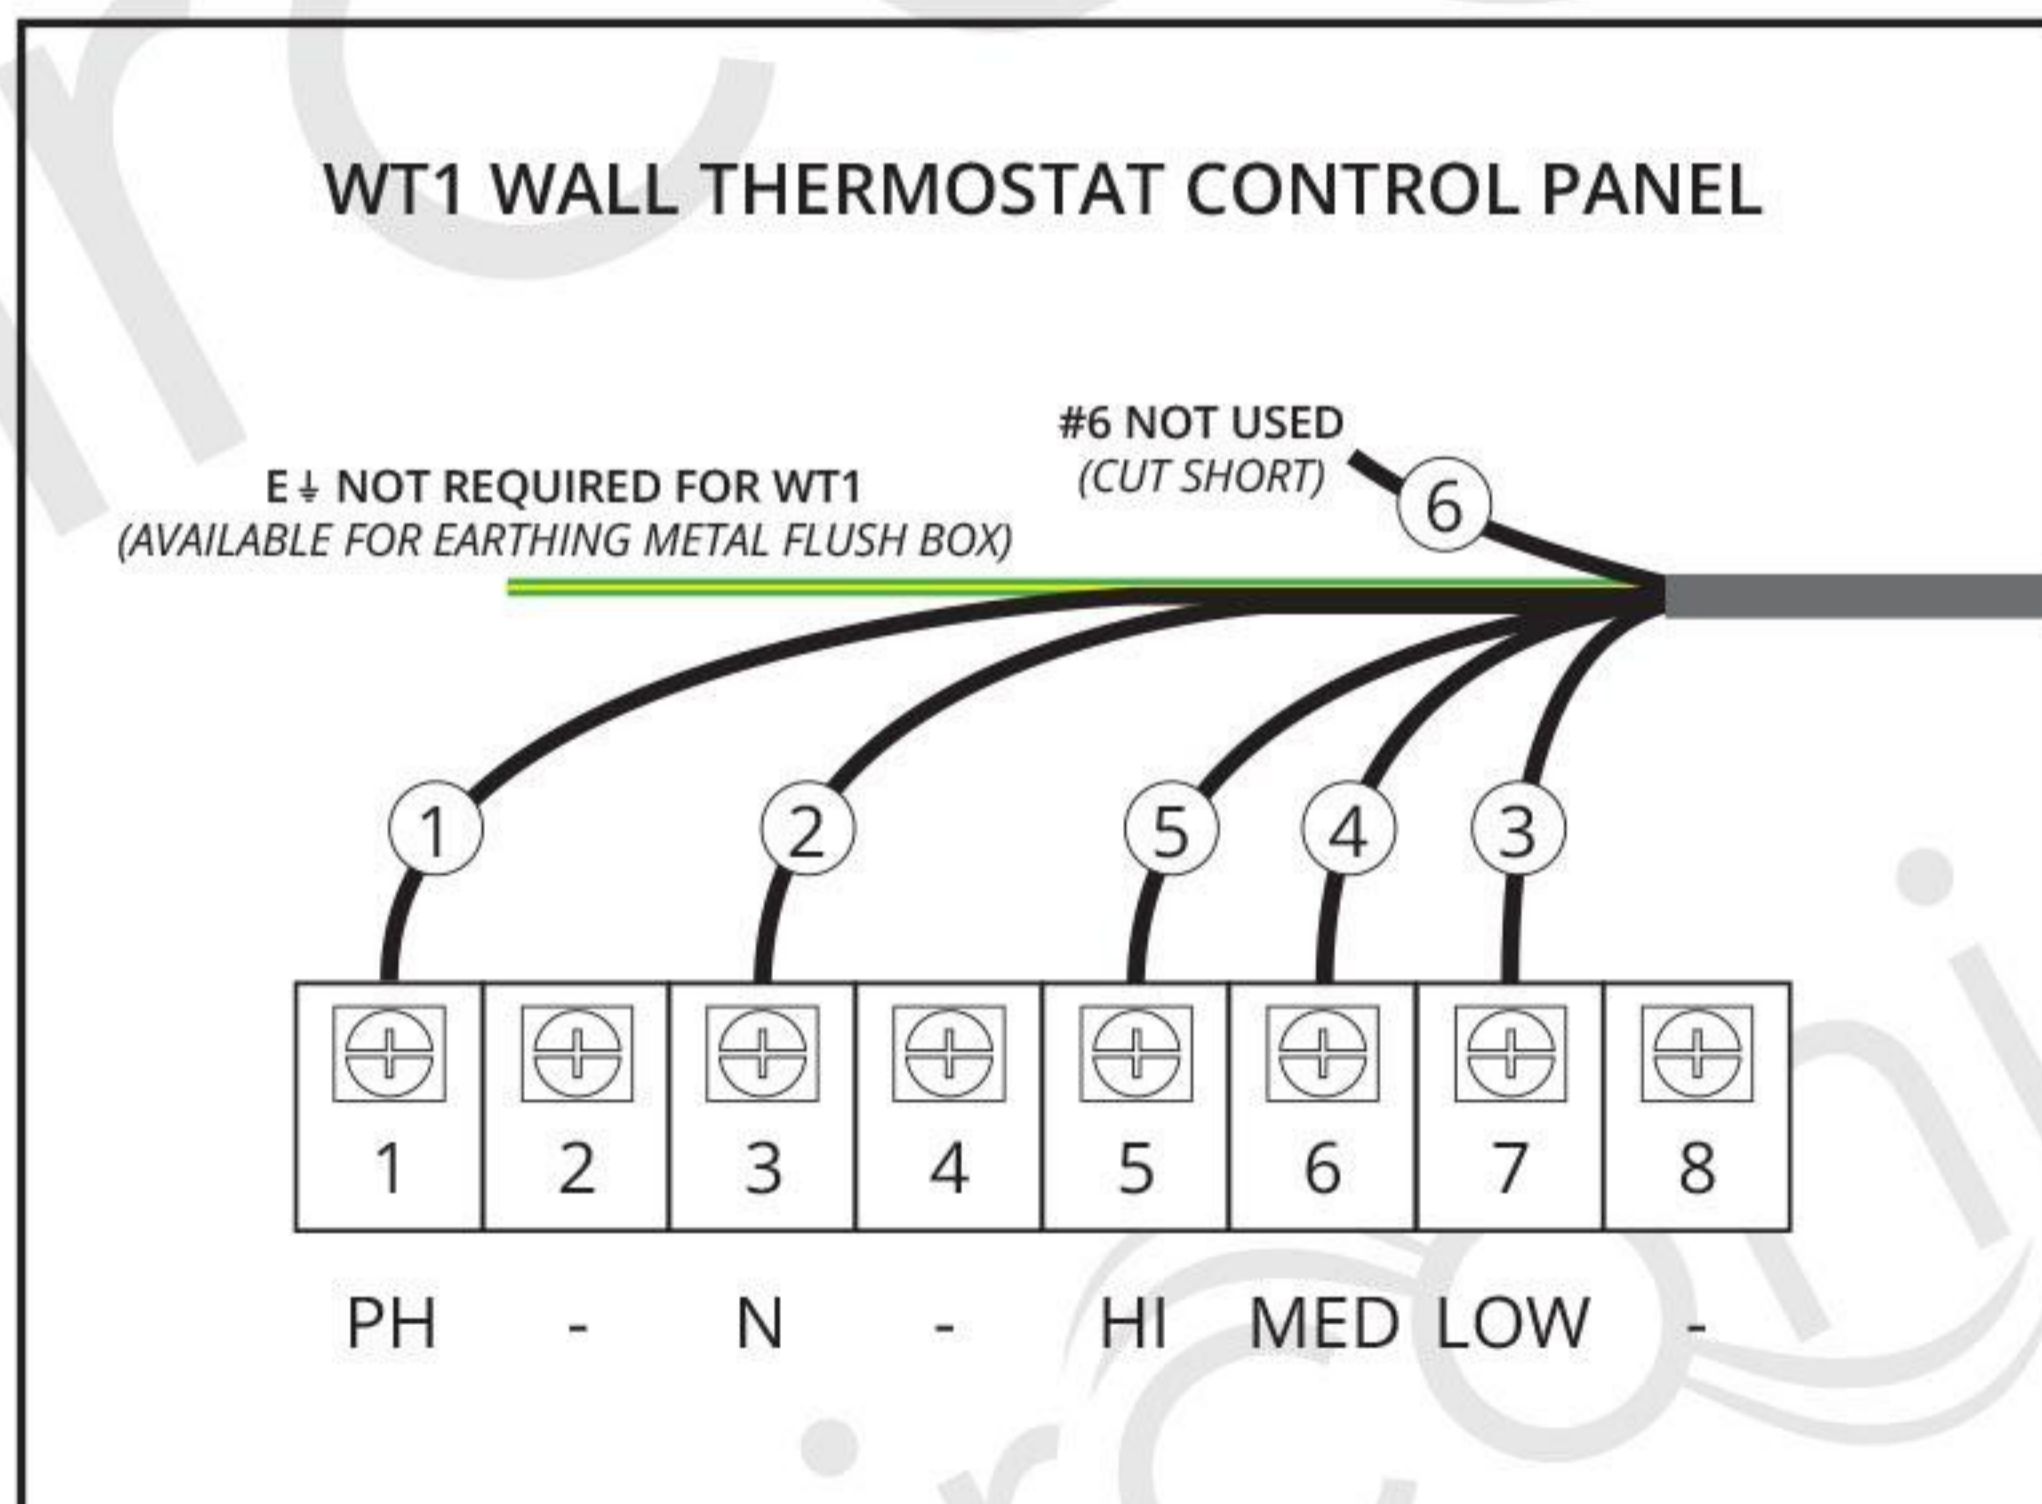 WT1 WALL THERMOSTAT CONTROL PANEL
#6 NOT USED
(CUT SHORT)
6
E⏚ NOT REQUIRED FOR WT1
(AVAILABLE FOR EARTHING METAL FLUSH BOX)
1 2 5 4 3
1 2 3 4 5 6 7 8
PH - N - HI MED LOW -